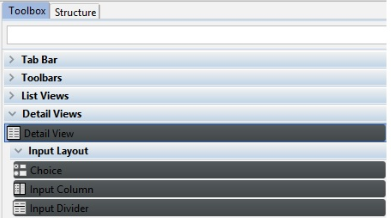 Toolbox Structure
Tab Bar
Toolbars
List Views
Detail Views
Detail View
Input Layout
Choice
Input Column
Input Divider